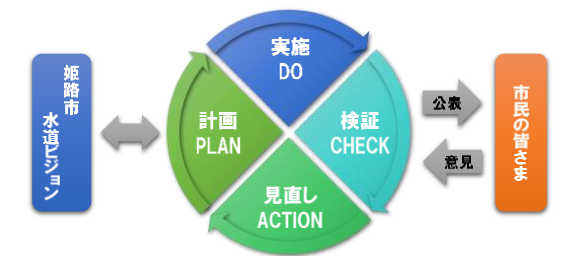 姫路市
水道ビジョン
計画
PLAN
実施
DO
検証
CHECK
見直し
ACTION
公表
意見
市民の皆さま